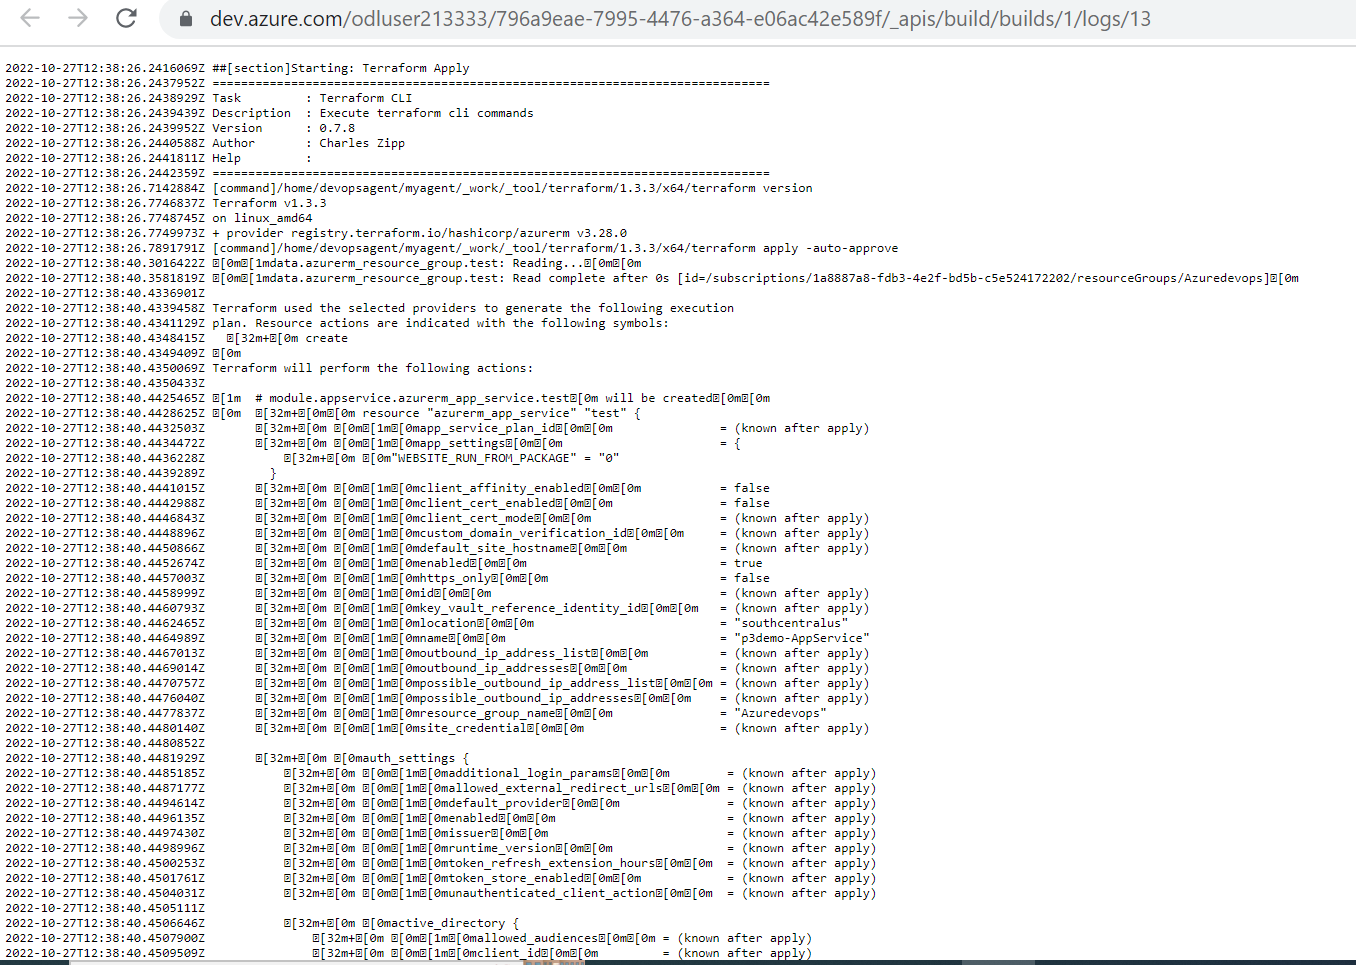 dev.azure.com/odluser213333/796a9eae-7995-4476-a364-e06ac42e589f/_apis/build/builds/1/logs/13
2022-10-27T12:38:26.2416069Z ##[section]Starting: Terraform Apply
2022-10-27T12:38:26.2437952Z ==============================================================================
2022-10-27T12:38:26.2438929Z Task         : Terraform CLI
2022-10-27T12:38:26.2439439Z Description  : Execute terraform cli commands
2022-10-27T12:38:26.2439952Z Version      : 0.7.8
2022-10-27T12:38:26.2440588Z Author       : Charles Zipp
2022-10-27T12:38:26.2441811Z Help         :
2022-10-27T12:38:26.2442359Z ==============================================================================
2022-10-27T12:38:26.7142884Z [command]/home/devopsagent/myagent/_work/_tool/terraform/1.3.3/x64/terraform version
2022-10-27T12:38:26.7746837Z Terraform v1.3.3
2022-10-27T12:38:26.7748745Z on linux_amd64
2022-10-27T12:38:26.7749973Z + provider registry.terraform.io/hashicorp/azurerm v3.28.0
2022-10-27T12:38:26.7891791Z [command]/home/devopsagent/myagent/_work/_tool/terraform/1.3.3/x64/terraform apply -auto-approve
2022-10-27T12:38:40.3016422Z [0m[1mdata.azurerm_resource_group.test: Reading...[0m[0m
2022-10-27T12:38:40.3581819Z [0m[1mdata.azurerm_resource_group.test: Read complete after 0s [id=/subscriptions/1a8887a8-fdb3-4e2f-bd5b-c5e524172202/resourceGroups/Azuredevops][0m
2022-10-27T12:38:40.4336901Z
2022-10-27T12:38:40.4339458Z Terraform used the selected providers to generate the following execution
2022-10-27T12:38:40.4341129Z plan. Resource actions are indicated with the following symbols:
2022-10-27T12:38:40.4348415Z   [32m+[0m create
2022-10-27T12:38:40.4349409Z [0m
2022-10-27T12:38:40.4350069Z Terraform will perform the following actions:
2022-10-27T12:38:40.4350433Z
2022-10-27T12:38:40.4425465Z [1m  # module.appservice.azurerm_app_service.test[0m will be created[0m[0m
2022-10-27T12:38:40.4428625Z [0m  [32m+[0m[0m resource "azurerm_app_service" "test" {
2022-10-27T12:38:40.4432503Z       [32m+[0m [0m[1m[0mapp_service_plan_id[0m[0m               = (known after apply)
2022-10-27T12:38:40.4434472Z       [32m+[0m [0m[1m[0mapp_settings[0m[0m                      = {
2022-10-27T12:38:40.4436228Z           [32m+[0m [0m"WEBSITE_RUN_FROM_PACKAGE" = "0"
2022-10-27T12:38:40.4439289Z         }
2022-10-27T12:38:40.4441015Z       [32m+[0m [0m[1m[0mclient_affinity_enabled[0m[0m           = false
2022-10-27T12:38:40.4442988Z       [32m+[0m [0m[1m[0mclient_cert_enabled[0m[0m               = false
2022-10-27T12:38:40.4446843Z       [32m+[0m [0m[1m[0mclient_cert_mode[0m[0m                  = (known after apply)
2022-10-27T12:38:40.4448896Z       [32m+[0m [0m[1m[0mcustom_domain_verification_id[0m[0m     = (known after apply)
2022-10-27T12:38:40.4450866Z       [32m+[0m [0m[1m[0mdefault_site_hostname[0m[0m             = (known after apply)
2022-10-27T12:38:40.4452674Z       [32m+[0m [0m[1m[0menabled[0m[0m                           = true
2022-10-27T12:38:40.4457003Z       [32m+[0m [0m[1m[0mhttps_only[0m[0m                        = false
2022-10-27T12:38:40.4458999Z       [32m+[0m [0m[1m[0mid[0m[0m                                = (known after apply)
2022-10-27T12:38:40.4460793Z       [32m+[0m [0m[1m[0mkey_vault_reference_identity_id[0m[0m   = (known after apply)
2022-10-27T12:38:40.4462465Z       [32m+[0m [0m[1m[0mlocation[0m[0m                          = "southcentralus"
2022-10-27T12:38:40.4464989Z       [32m+[0m [0m[1m[0mname[0m[0m                              = "p3demo-AppService"
2022-10-27T12:38:40.4467013Z       [32m+[0m [0m[1m[0moutbound_ip_address_list[0m[0m          = (known after apply)
2022-10-27T12:38:40.4469014Z       [32m+[0m [0m[1m[0moutbound_ip_addresses[0m[0m             = (known after apply)
2022-10-27T12:38:40.4470757Z       [32m+[0m [0m[1m[0mpossible_outbound_ip_address_list[0m[0m = (known after apply)
2022-10-27T12:38:40.4476040Z       [32m+[0m [0m[1m[0mpossible_outbound_ip_addresses[0m[0m    = (known after apply)
2022-10-27T12:38:40.4477837Z       [32m+[0m [0m[1m[0mresource_group_name[0m[0m               = "Azuredevops"
2022-10-27T12:38:40.4480140Z       [32m+[0m [0m[1m[0msite_credential[0m[0m                   = (known after apply)
2022-10-27T12:38:40.4480852Z
2022-10-27T12:38:40.4481929Z       [32m+[0m [0mauth_settings {
2022-10-27T12:38:40.4485185Z           [32m+[0m [0m[1m[0madditional_login_params[0m[0m        = (known after apply)
2022-10-27T12:38:40.4487177Z           [32m+[0m [0m[1m[0mallowed_external_redirect_urls[0m[0m = (known after apply)
2022-10-27T12:38:40.4494614Z           [32m+[0m [0m[1m[0mdefault_provider[0m[0m               = (known after apply)
2022-10-27T12:38:40.4496135Z           [32m+[0m [0m[1m[0menabled[0m[0m                        = (known after apply)
2022-10-27T12:38:40.4497430Z           [32m+[0m [0m[1m[0missuer[0m[0m                         = (known after apply)
2022-10-27T12:38:40.4498996Z           [32m+[0m [0m[1m[0mruntime_version[0m[0m                = (known after apply)
2022-10-27T12:38:40.4500253Z           [32m+[0m [0m[1m[0mtoken_refresh_extension_hours[0m[0m  = (known after apply)
2022-10-27T12:38:40.4501761Z           [32m+[0m [0m[1m[0mtoken_store_enabled[0m[0m            = (known after apply)
2022-10-27T12:38:40.4504031Z           [32m+[0m [0m[1m[0munauthenticated_client_action[0m[0m  = (known after apply)
2022-10-27T12:38:40.4505111Z
2022-10-27T12:38:40.4506646Z           [32m+[0m [0mactive_directory {
2022-10-27T12:38:40.4507900Z               [32m+[0m [0m[1m[0mallowed_audiences[0m[0m = (known after apply)
2022-10-27T12:38:40.4509509Z               [32m+[0m [0m[1m[0mclient_id[0m[0m         = (known after apply)